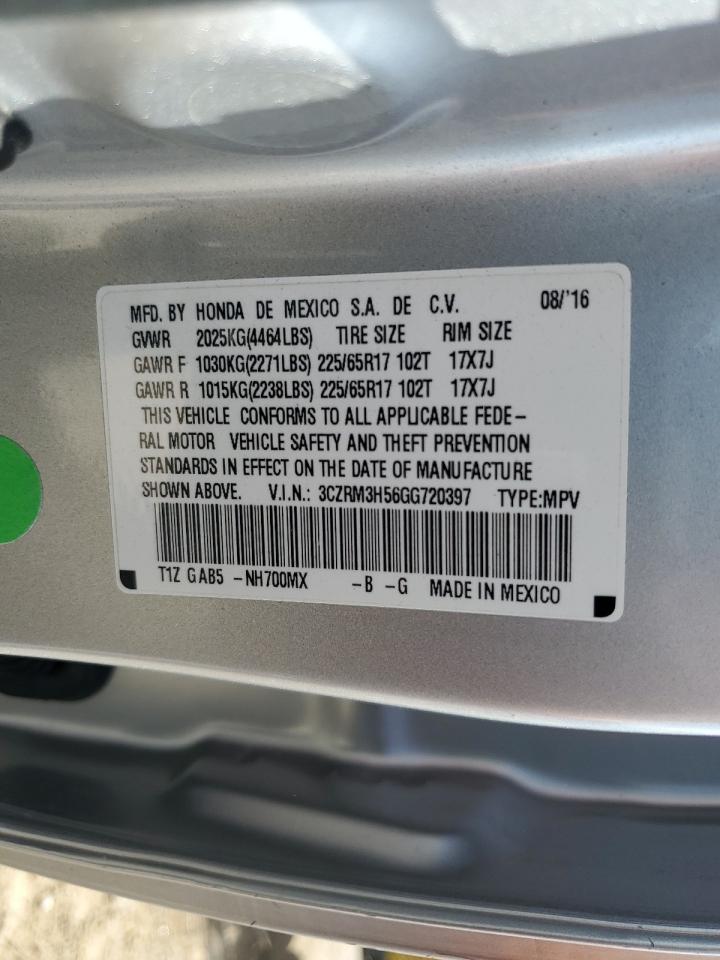 MFD. BY HONDA DE MEXICO S.A. DE C.V. 08/'16
GVWR 2025KG(4464LBS) TIRE SIZE RIM SIZE
GAWR F 1030KG(2271LBS) 225/65R17 102T 17X7J
GAWR R 1015KG(2238LBS) 225/65R17 102T 17X7J
THIS VEHICLE CONFORMS TO ALL APPLICABLE FEDE-
RAL MOTOR VEHICLE SAFETY AND THEFT PREVENTION
STANDARDS IN EFFECT ON THE DATE OF MANUFACTURE
SHOWN ABOVE. V.I.N.: 3CZRM3H56GG720397 TYPE:MPV
T1Z GAB5 -NH700MX -B -G MADE IN MEXICO